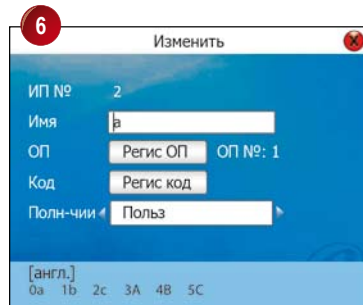 6
Изменить
ИП № 2
Имя a
ОП Регис ОП ОП №: 1
Код Регис код
Полн-чии Польз
[англ.]
0a 1b 2c 3A 4B 5C